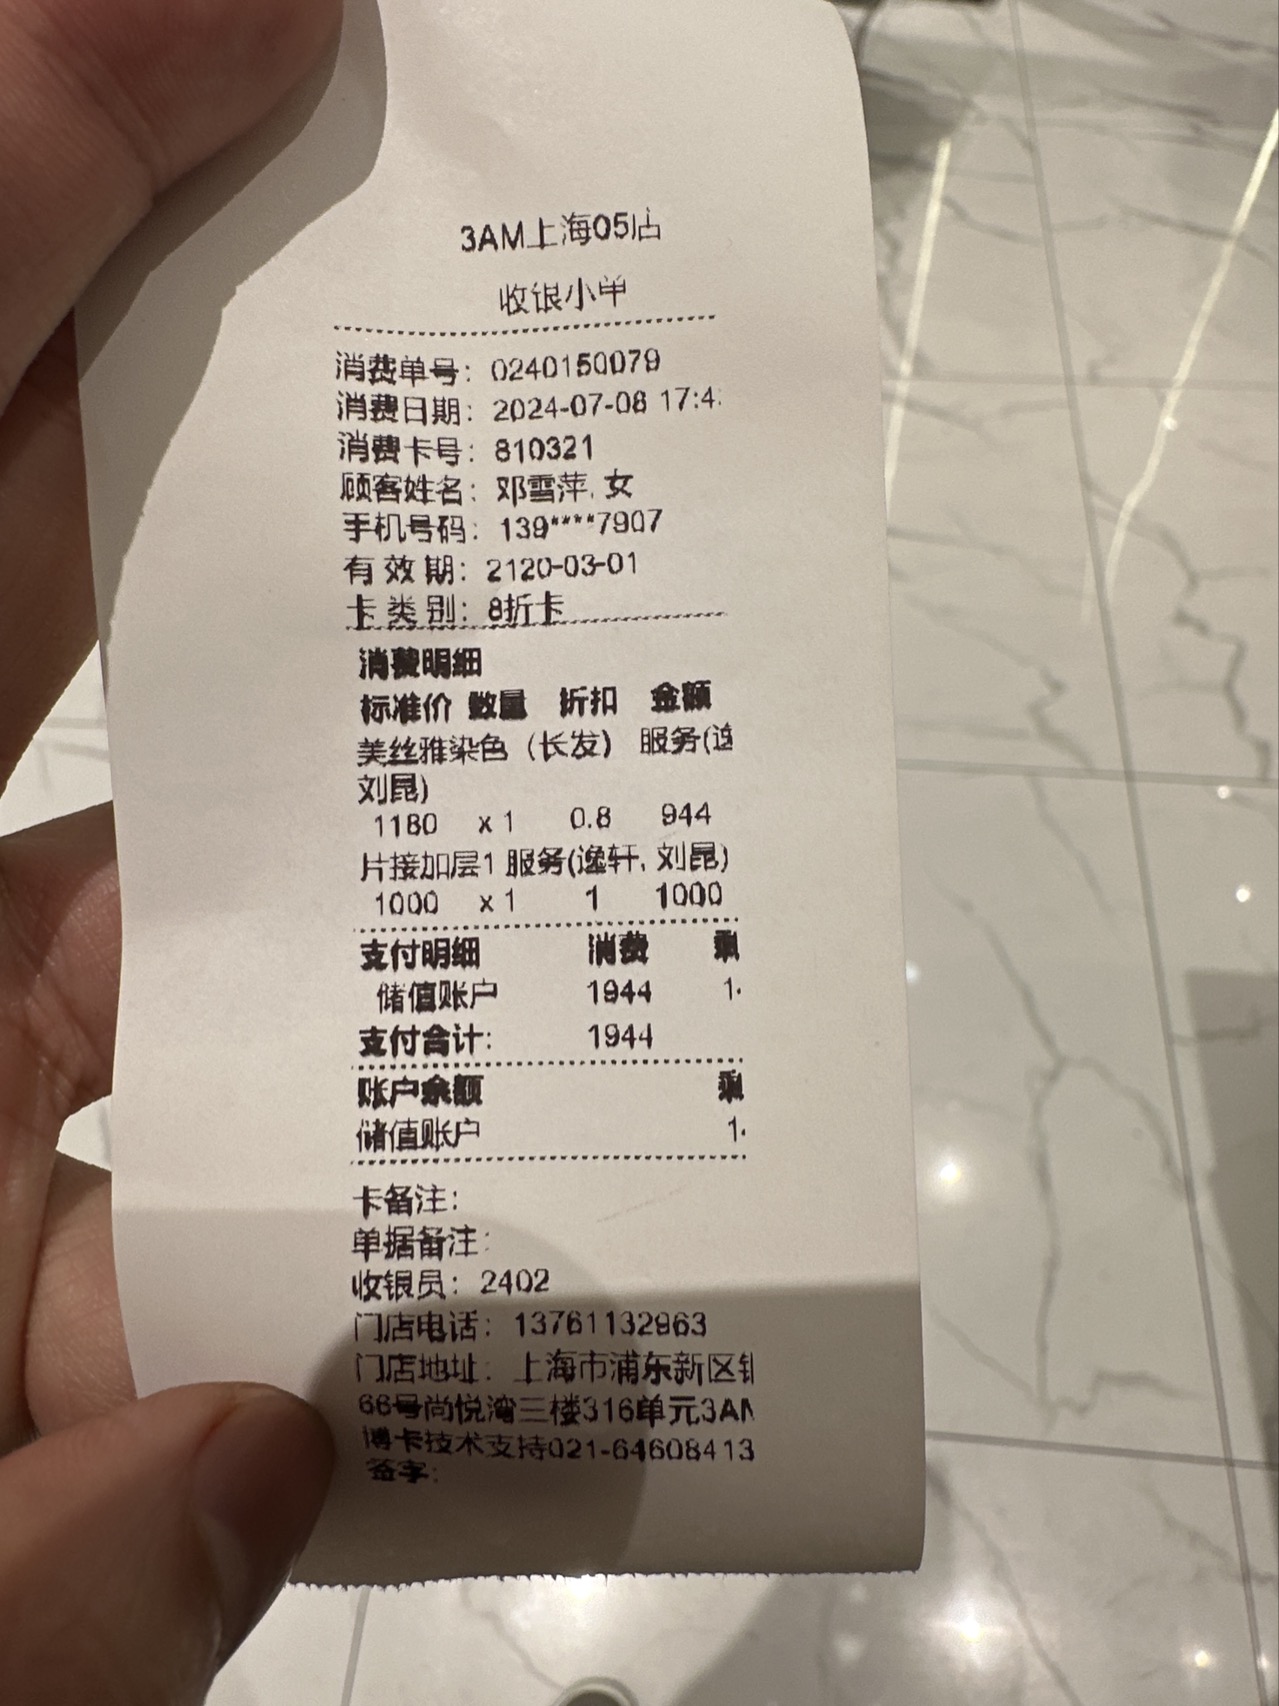 3AM上海05店
收银小单
消费单号：0240150079
消费日期：2024-07-08 17:4
消费卡号：810321
顾客姓名：邓雪萍, 女
手机号码：139****7907
有 效 期：2120-03-01
卡 类 别：8折卡
消费明细
标准价 数量 折扣 金额
美丝雅染色（长发） 服务(逸
刘昆)
1180 x 1 0.8 944
片接加层1 服务(逸轩, 刘昆)
1000 x 1 1 1000
支付明细 消费
储值账户 1944
支付合计: 1944
账户余额
储值账户
卡备注:
单据备注:
收银员：2402
门店电话：13761132963
门店地址：上海市浦东新区
66号尚悦湾三楼316单元3A
博卡技术支持021-64608413
签字: